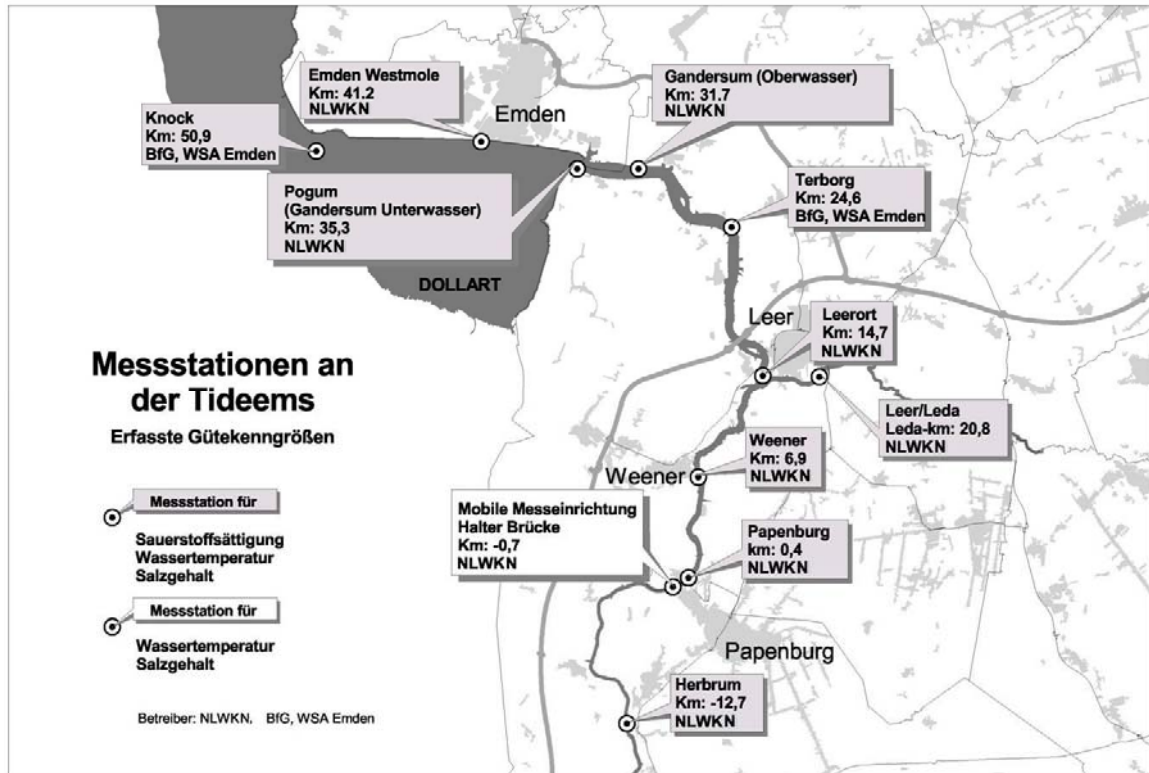 Emden Westmole
Km: 41.2
NLWKN
Gandersum (Oberwasser)
Km: 31.7
NLWKN
Emden
Knock
Km: 50,9
BfG, WSA Emden
Pogum
(Gandersum Unterwasser)
Km: 35,3
NLWKN
Terborg
Km: 24,6
BfG, WSA Emden
DOLLART
Leer
Leerort
Km: 14,7
NLWKN
Messstationen an
der Tideems
Erfasste Gütekenngrößen
Leer/Leda
Leda-km: 20,8
NLWKN
Weener
Weener
Km: 6,9
NLWKN
Messstation für
Sauerstoffsättigung
Wassertemperatur
Salzgehalt
Mobile Messeinrichtung
Halter Brücke
Km: -0,7
NLWKN
Papenburg
km: 0,4
NLWKN
Messstation für
Wassertemperatur
Salzgehalt
Papenburg
Herbrum
Km: -12,7
NLWKN
Betreiber: NLWKN, BfG, WSA Emden